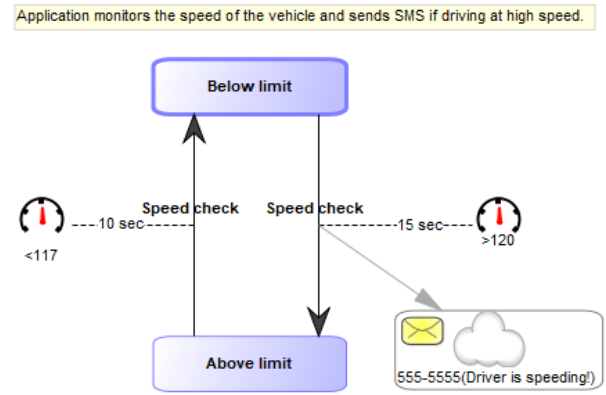 Application monitors the speed of the vehicle and sends SMS if driving at high speed.
Below limit
Speed check
Speed check
10 sec
15 sec
<117
>120
Above limit
555-5555(Driver is speeding!)